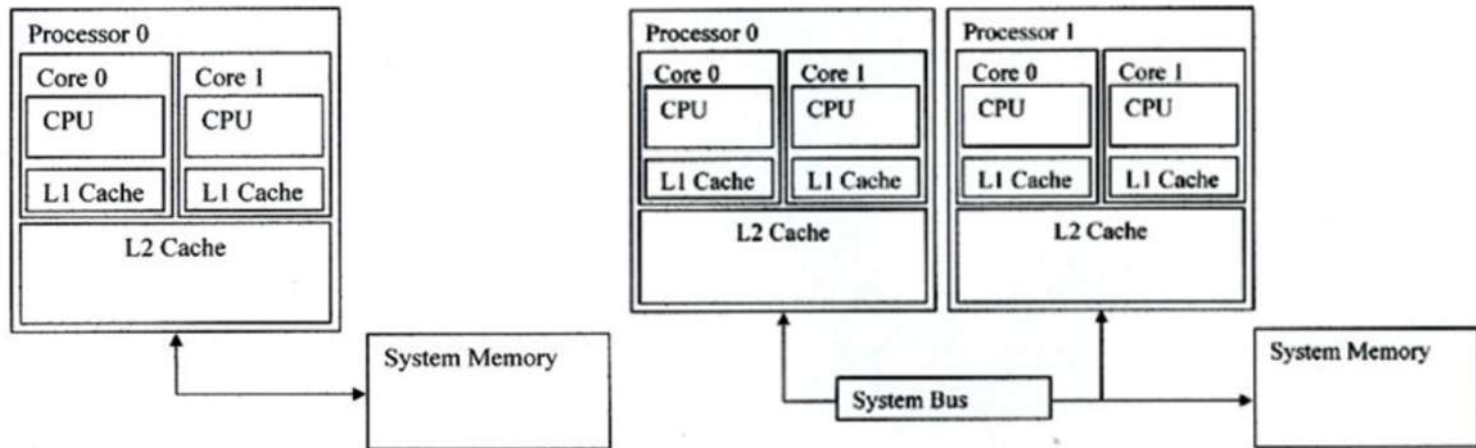 Processor 0
Core 0 Core 1
CPU CPU
L1 Cache L1 Cache
L2 Cache
System Memory
Processor 0 Processor 1
Core 0 Core 1 Core 0 Core 1
CPU CPU CPU CPU
L1 Cache L1 Cache L1 Cache L1 Cache
L2 Cache L2 Cache
System Bus
System Memory